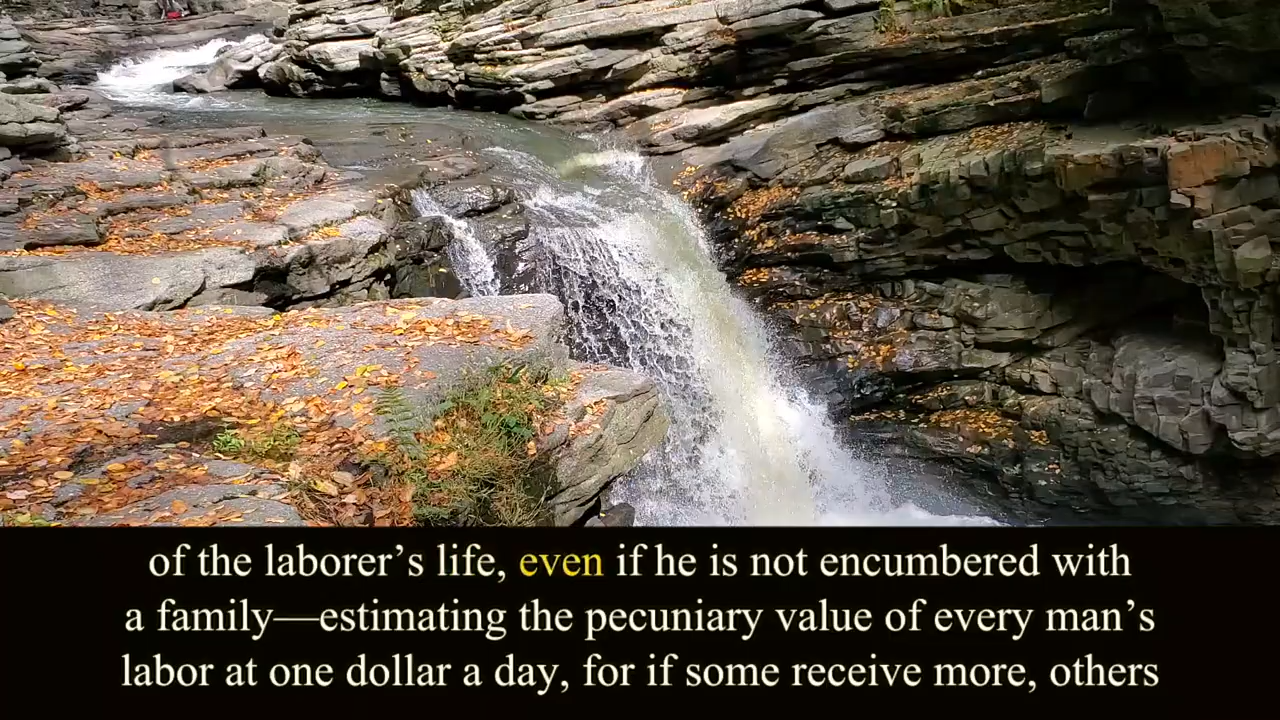 of the laborer’s life, even if he is not encumbered with
a family—estimating the pecuniary value of every man’s
labor at one dollar a day, for if some receive more, others